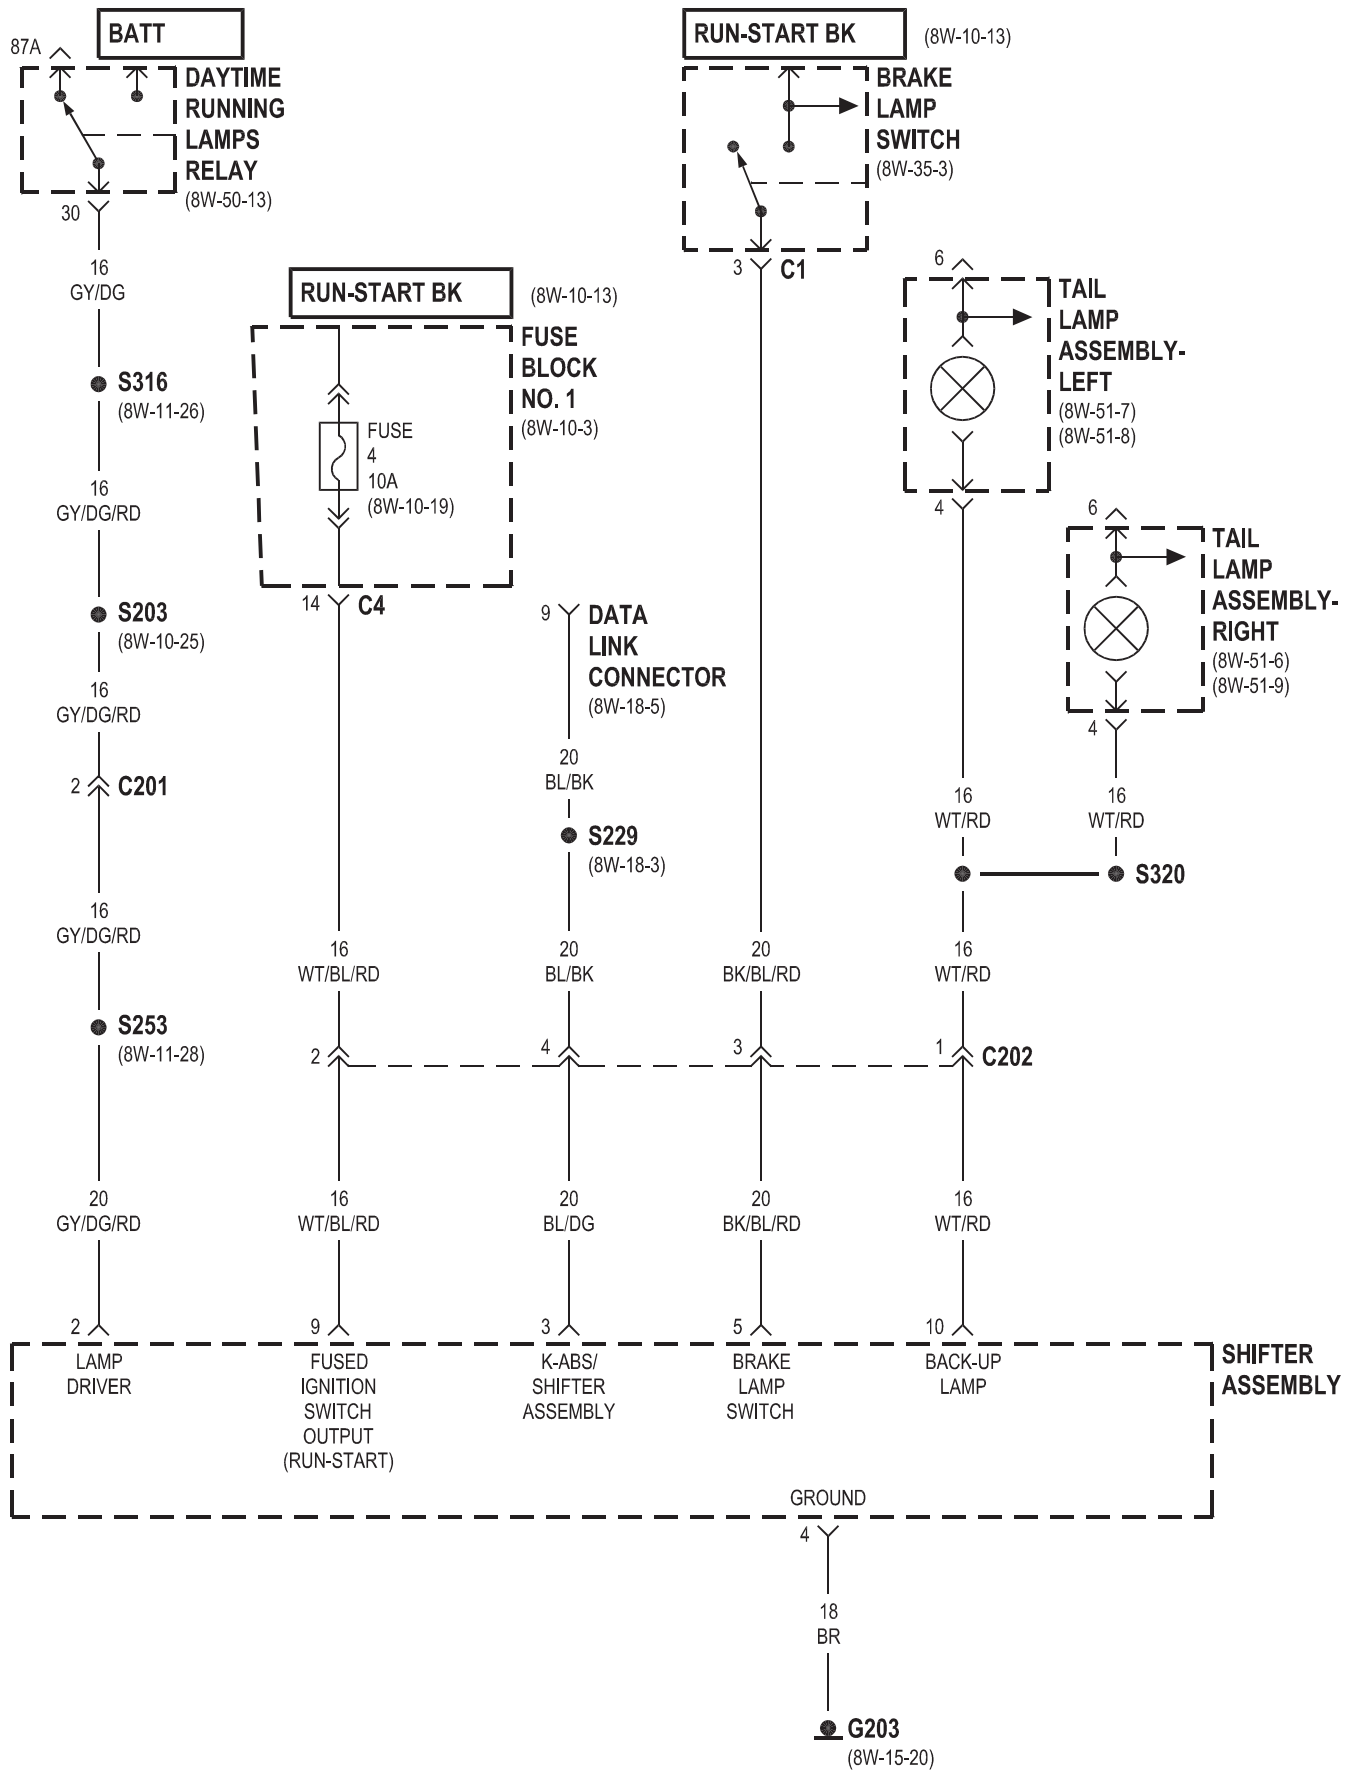 BATT
87A
DAYTIME
RUNNING
LAMPS
RELAY
(8W-50-13)
30
16
GY/DG
S316
(8W-11-26)
16
GY/DG/RD
S203
(8W-10-25)
16
GY/DG/RD
2
C201
16
GY/DG/RD
S253
(8W-11-28)
20
GY/DG/RD
RUN-START BK
(8W-10-13)
FUSE
BLOCK
NO. 1
(8W-10-3)
FUSE
4
10A
(8W-10-19)
14
C4
16
WT/BL/RD
2
16
WT/BL/RD
9
DATA
LINK
CONNECTOR
(8W-18-5)
20
BL/BK
S229
(8W-18-3)
20
BL/BK
4
20
BL/DG
RUN-START BK
(8W-10-13)
BRAKE
LAMP
SWITCH
(8W-35-3)
3
C1
20
BK/BL/RD
3
20
BK/BL/RD
6
TAIL
LAMP
ASSEMBLY-
LEFT
(8W-51-7)
(8W-51-8)
4
16
WT/RD
6
TAIL
LAMP
ASSEMBLY-
RIGHT
(8W-51-6)
(8W-51-9)
4
16
WT/RD
S320
16
WT/RD
1
C202
16
WT/RD
2
9
3
5
10
LAMP
DRIVER
FUSED
IGNITION
SWITCH
OUTPUT
(RUN-START)
K-ABS/
SHIFTER
ASSEMBLY
BRAKE
LAMP
SWITCH
BACK-UP
LAMP
SHIFTER
ASSEMBLY
GROUND
4
18
BR
G203
(8W-15-20)